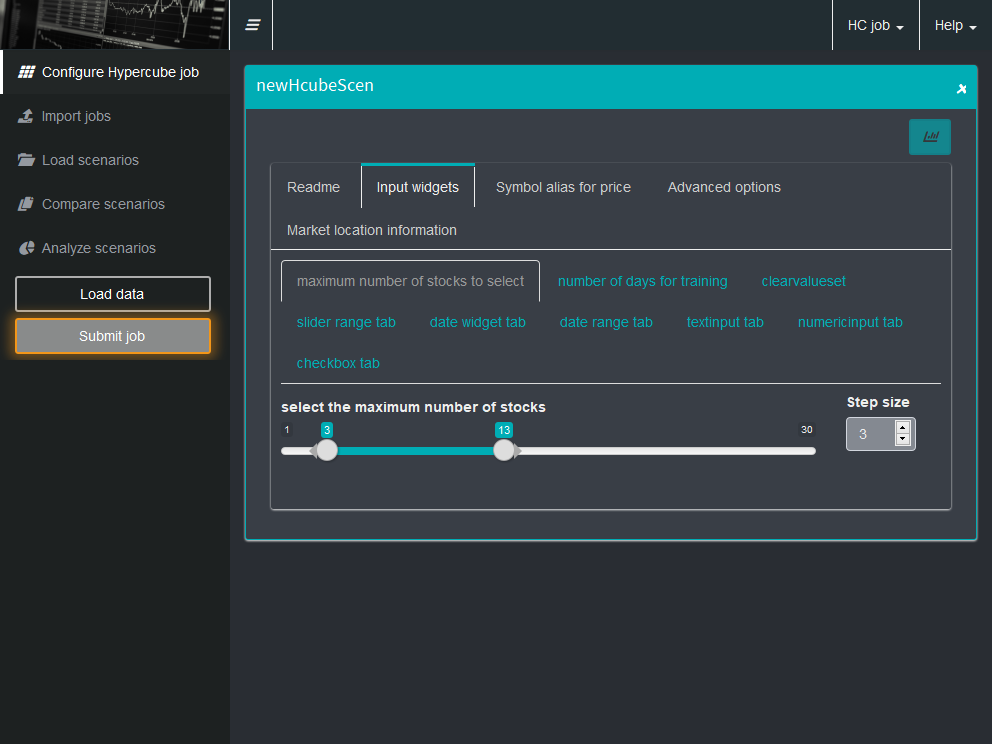 HC job
Help
Configure Hypercube job
Import jobs
Load scenarios
Compare scenarios
Analyze scenarios
Load data
Submit job
newHcubeScen
Readme
Input widgets
Symbol alias for price
Advanced options
Market location information
maximum number of stocks to select
number of days for training
clearvalueset
slider range tab
date widget tab
date range tab
textinput tab
numericinput tab
checkbox tab
select the maximum number of stocks
1
3
13
30
Step size
3